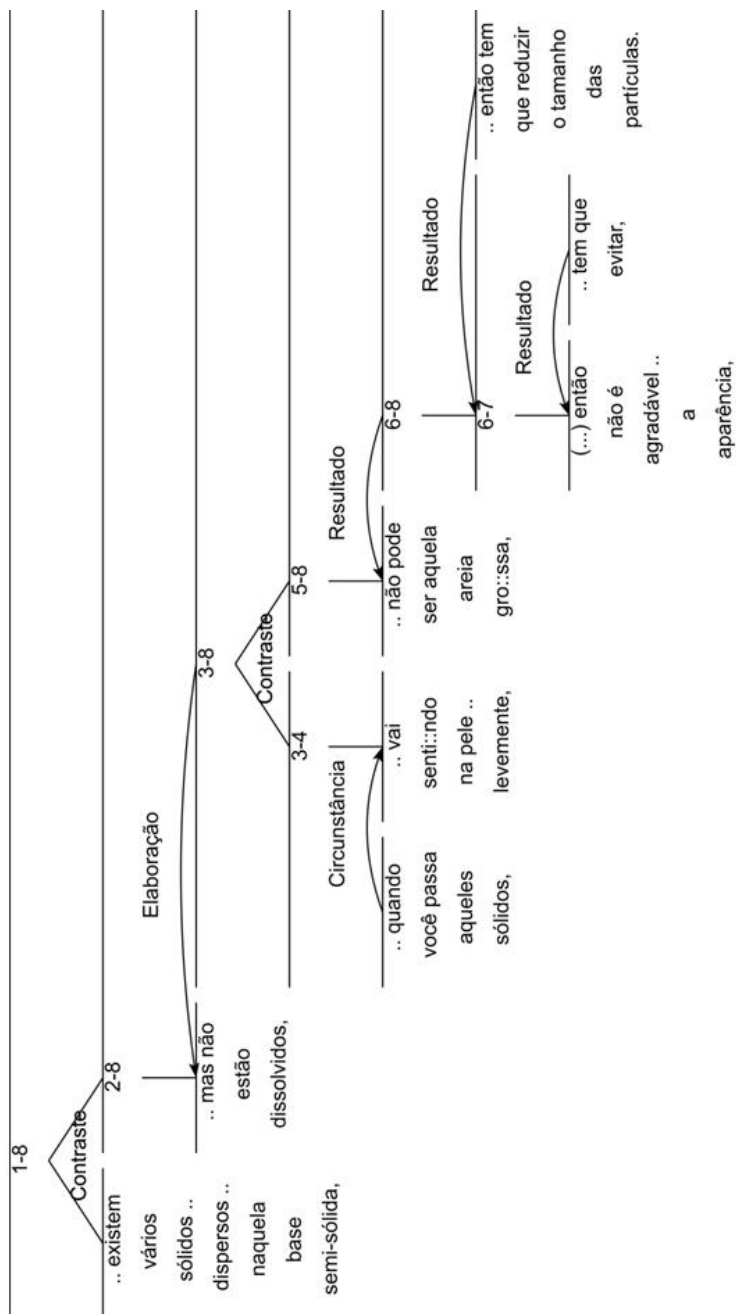 1-8
Contraste
.. existem
vários
sólidos ..
dispersos ..
naquela
base
semi-sólida,
2-8
Elaboração
.. mas não
estão
dissolvidos,
3-8
Contraste
3-4
Circunstância
.. quando
você passa
aqueles
sólidos,
.. vai
senti::ndo
na pele ..
levemente,
5-8
Resultado
.. não pode
ser aquela
areia
gro::ssa,
6-8
Resultado
6-7
Resultado
(...) então
não é
agradável ..
a
aparência,
.. tem que
evitar,
.. então tem
que reduzir
o tamanho
das
partículas.